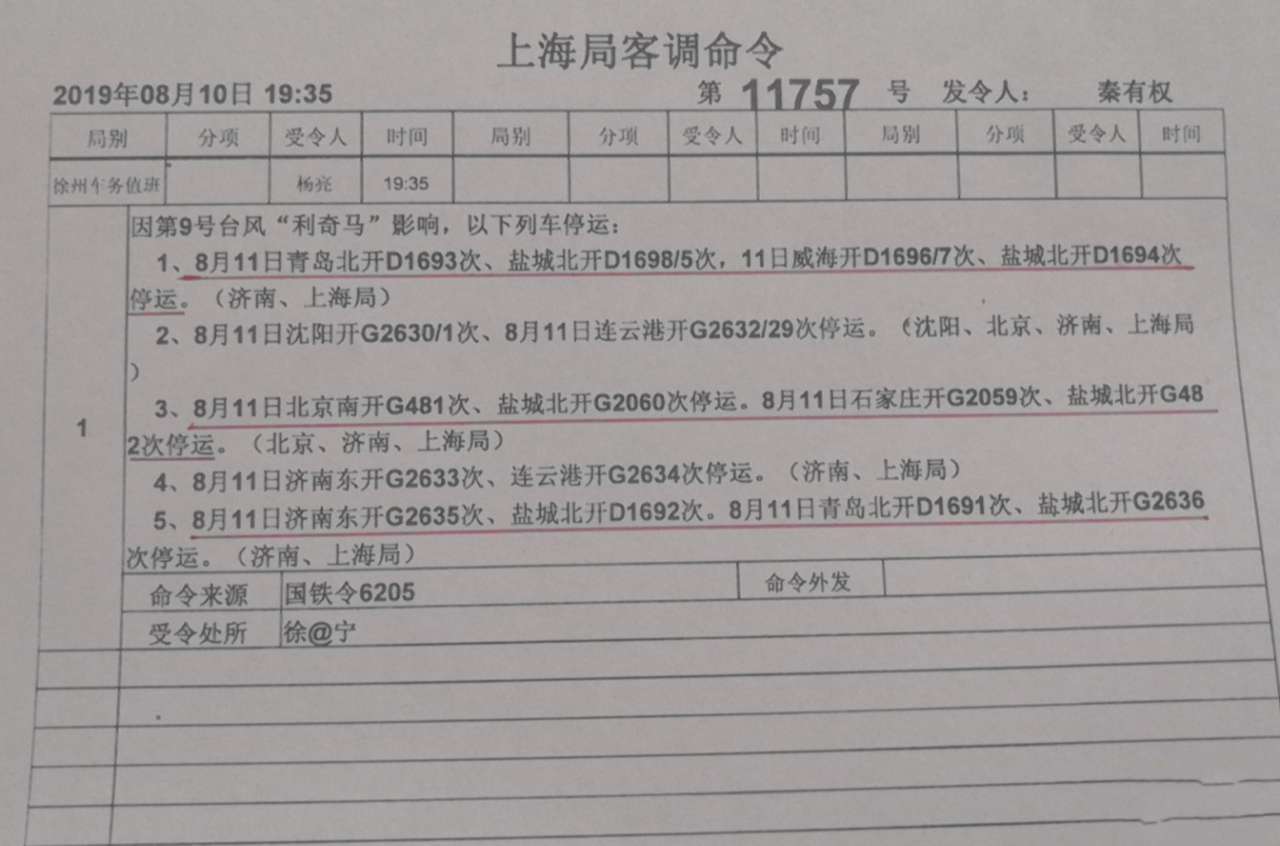 上海局客调命令
2019年08月10日 19:35 第 11757 号 发令人： 秦有权
局别 分项 受令人 时间 局别 分项 受令人 时间 局别 分项 受令人 时间
徐州车务值班 杨亮 19:35
因第9号台风“利奇马”影响，以下列车停运：
1、8月11日青岛北开D1693次、盐城北开D1698/5次，11日威海开D1696/7次、盐城北开D1694次
停运。（济南、上海局）
2、8月11日沈阳开G2630/1次、8月11日连云港开G2632/29次停运。（沈阳、北京、济南、上海局
）
3、8月11日北京南开G481次、盐城北开G2060次停运。8月11日石家庄开G2059次、盐城北开G48
1
2次停运。（北京、济南、上海局）
4、8月11日济南东开G2633次、连云港开G2634次停运。（济南、上海局）
5、8月11日济南东开G2635次、盐城北开D1692次。8月11日青岛北开D1691次、盐城北开G2636
次停运。（济南、上海局）
命令来源 国铁令6205 命令外发
受令处所 徐@宁